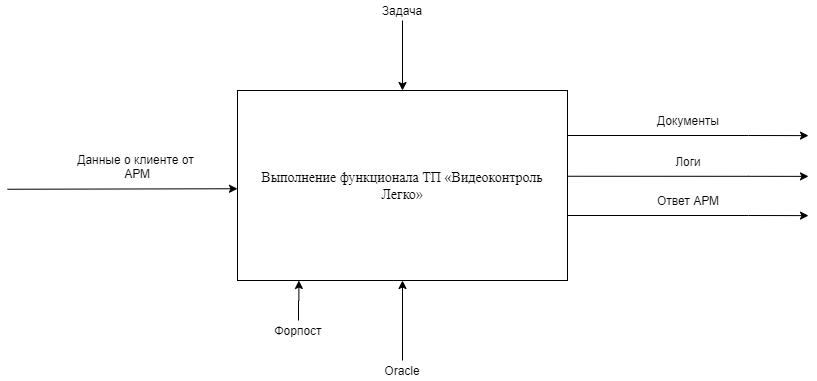 Задача
Документы
Данные о клиенте от
АРМ
Логи
Выполнение функционала ТП «Видеоконтроль
Легко»
Ответ АРМ
Форпост
Oracle